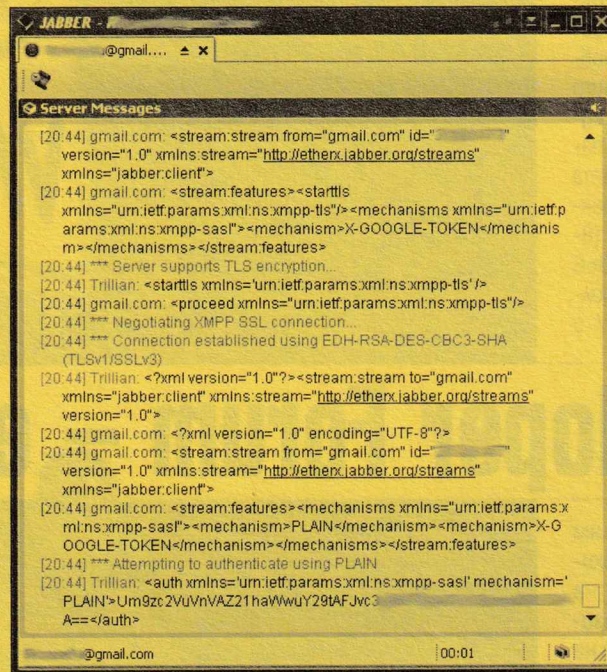 JABBER -
@gmail....
Server Messages
[20:44] gmail.com: <stream:stream from="gmail.com" id="
version="1.0" xmlns:stream="http://etherx.jabber.org/streams"
xmlns="jabber:client">
[20:44] gmail.com: <stream:features><starttls
xmlns="urn:ietf:params:xml:ns:xmpp-tls"/><mechanisms xmlns="urn:ietf:p
arams:xml:ns:xmpp-sasl"><mechanism>X-GOOGLE-TOKEN</mechanis
m></mechanisms></stream:features>
[20:44] *** Server supports TLS encryption...
[20:44] Trillian: <starttls xmlns='urn:ietf:params:xml:ns:xmpp-tls' />
[20:44] gmail.com: <proceed xmlns="urn:ietf:params:xml:ns:xmpp-tls"/>
[20:44] *** Negotiating XMPP SSL connection...
[20:44] *** Connection established using EDH-RSA-DES-CBC3-SHA
(TLSv1/SSLv3)
[20:44] Trillian: <?xml version="1.0"?><stream:stream to="gmail.com"
xmlns="jabber:client" xmlns:stream="http://etherx.jabber.org/streams"
version="1.0">
[20:44] gmail.com: <?xml version="1.0" encoding="UTF-8"?>
[20:44] gmail.com: <stream:stream from="gmail.com" id="
version="1.0" xmlns:stream="http://etherx.jabber.org/streams"
xmlns="jabber:client">
[20:44] gmail.com: <stream:features><mechanisms xmlns="urn:ietf:params:x
ml:ns:xmpp-sasl"><mechanism>PLAIN</mechanism><mechanism>X-G
OOGLE-TOKEN</mechanism></mechanisms></stream:features>
[20:44] *** Attempting to authenticate using PLAIN
[20:44] Trillian: <auth xmlns='urn:ietf:params:xml:ns:xmpp-sasl' mechanism='
PLAIN'>Um9zc2VuVnVAZ21haWwuY29tAFJvc3
A==</auth>
@gmail.com 00:01